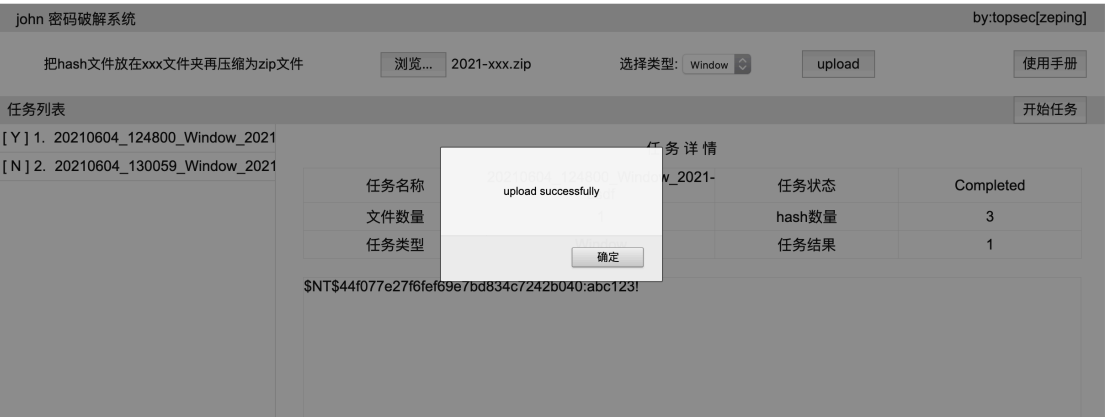 john 密码破解系统 by:topsec[zeping]
把hash文件放在xxx文件夹再压缩为zip文件 浏览... 2021-xxx.zip 选择类型: Window upload 使用手册
任务列表 开始任务
[ Y ] 1. 20210604_124800_Window_2021
[ N ] 2. 20210604_130059_Window_2021
任 务 详 情
任务名称 20210604_124800_Window_2021- 任务状态 Completed
文件数量 1 hash数量 3
任务类型 Window 任务结果 1
upload successfully
确定
$NT$44f077e27f6fef69e7bd834c7242b040:abc123!